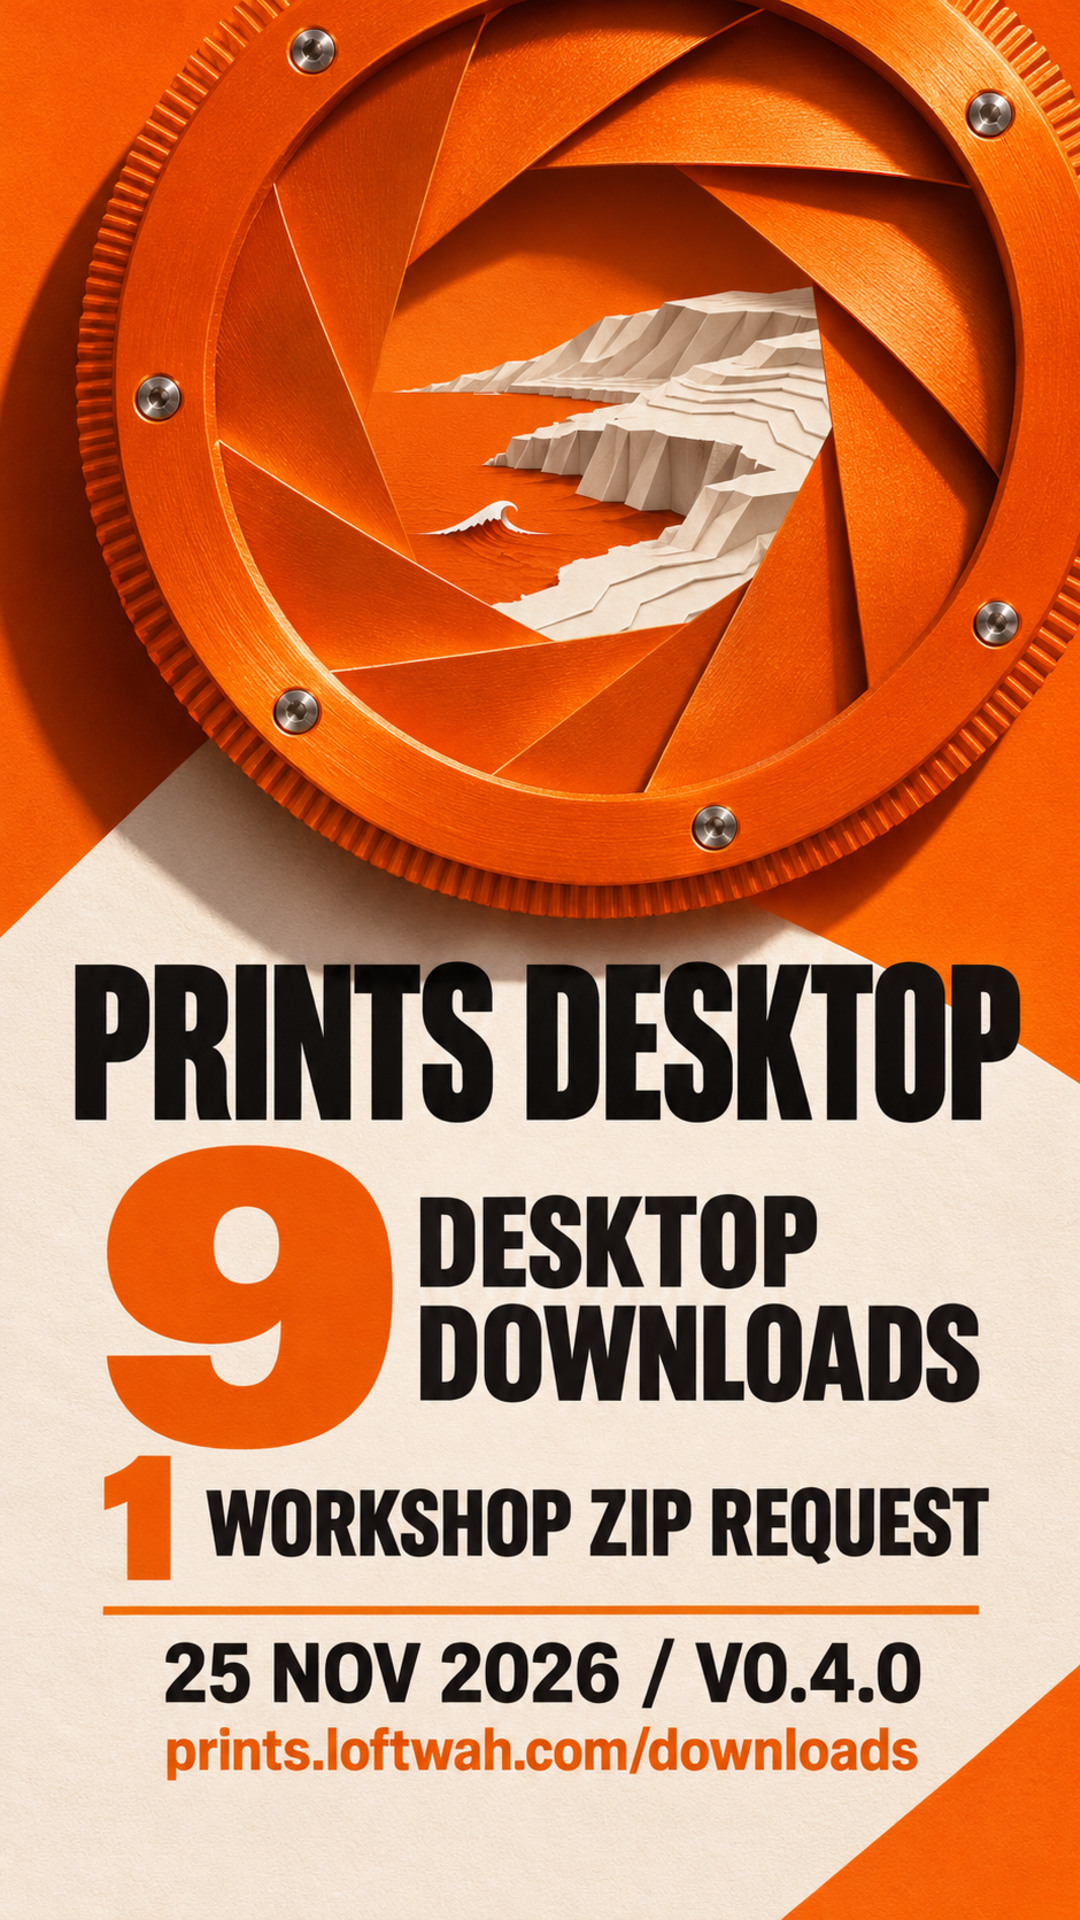 PRINTS DESKTOP
9 DESKTOP
DOWNLOADS
1 WORKSHOP ZIP REQUEST
25 NOV 2026 / V0.4.0
prints.loftwah.com/downloads